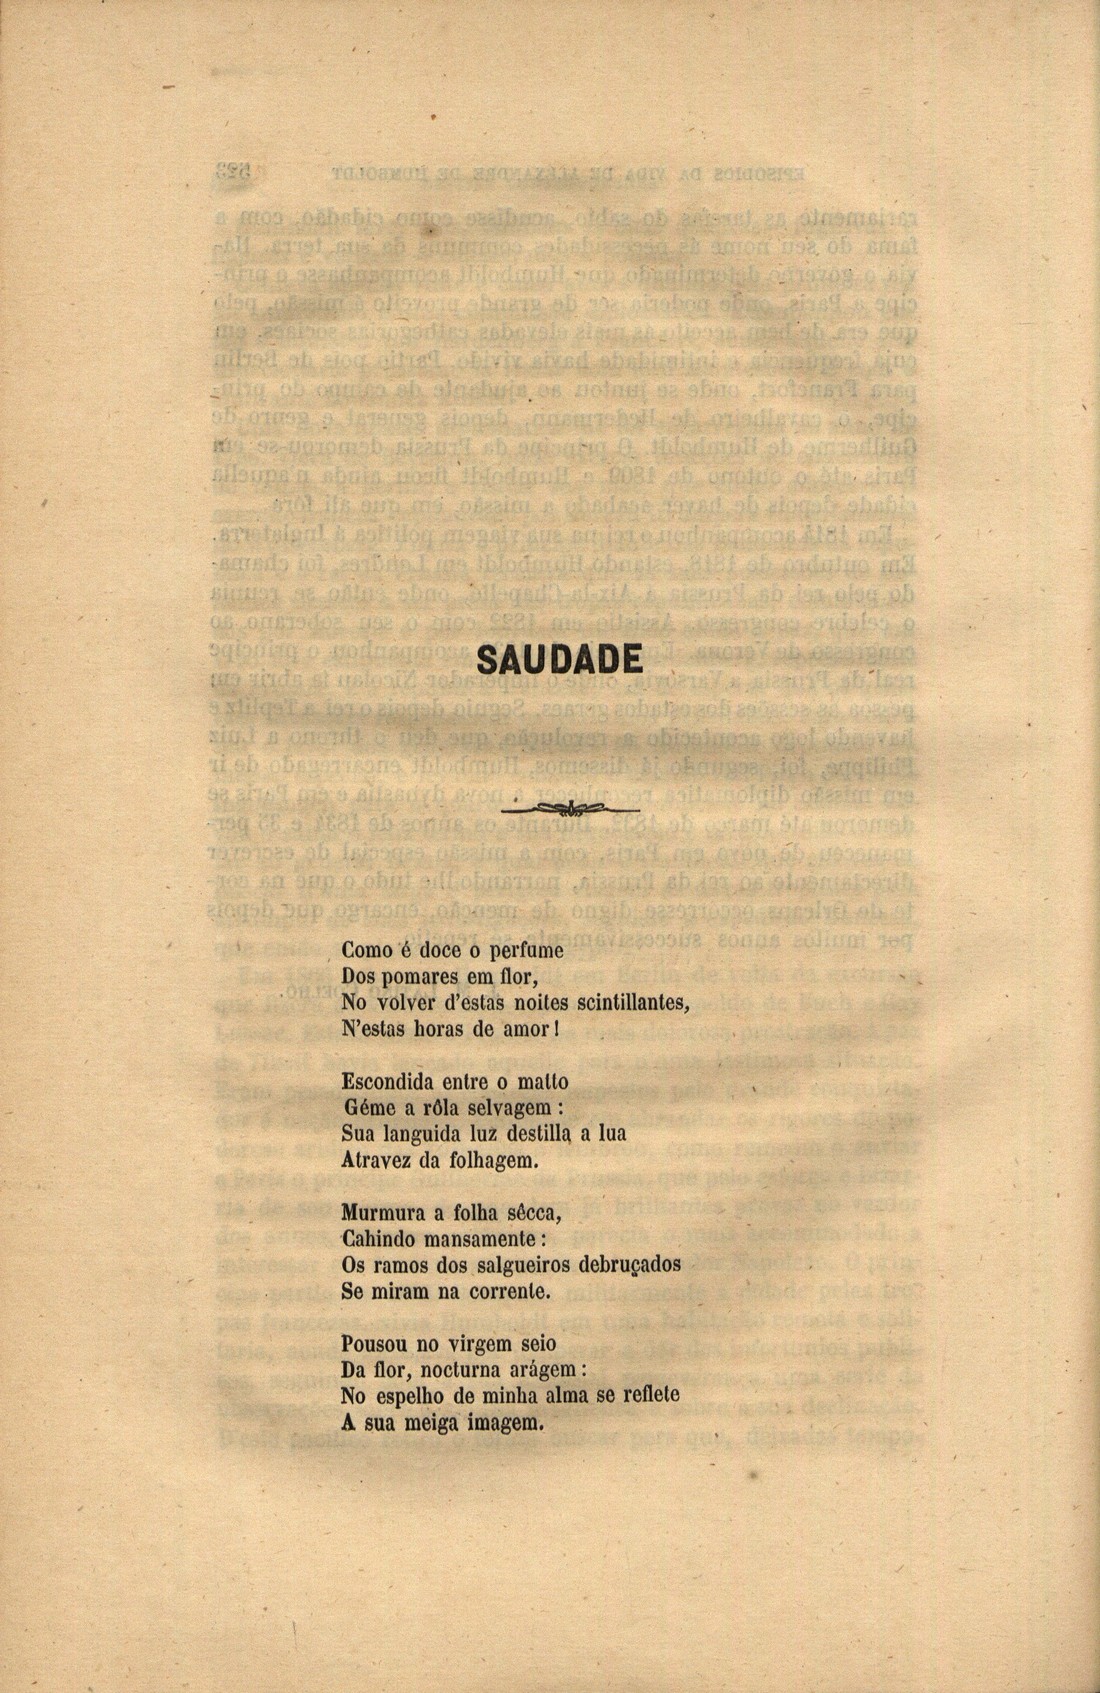 SAUDADE
Como é doce o perfume
Dos pomares em flor,
No volver d'estas noites scintillantes,
N'estas horas de amor!
Escondida entre o matto
Géme a rôla selvagem:
Sua languida luz destilla a lua
Atravez da folhagem.
Murmura a folha sêcca,
Cahindo mansamente:
Os ramos dos salgueiros debruçados
Se miram na corrente.
Pousou no virgem seio
Da flor, nocturna arágem:
No espelho de minha alma se reflete
A sua meiga imagem.